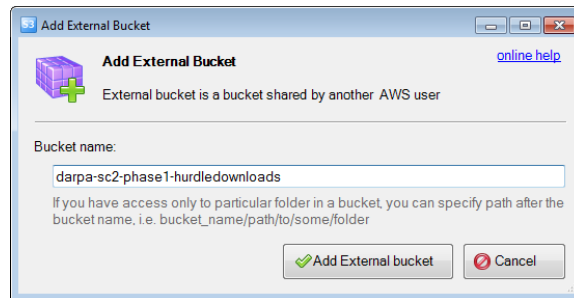 S3 Add External Bucket
Add External Bucket
online help
External bucket is a bucket shared by another AWS user
Bucket name:
darpa-sc2-phase1-hurdledownloads
If you have access only to particular folder in a bucket, you can specify path after the
bucket name, i.e. bucket_name/path/to/some/folder
Add External bucket
Cancel